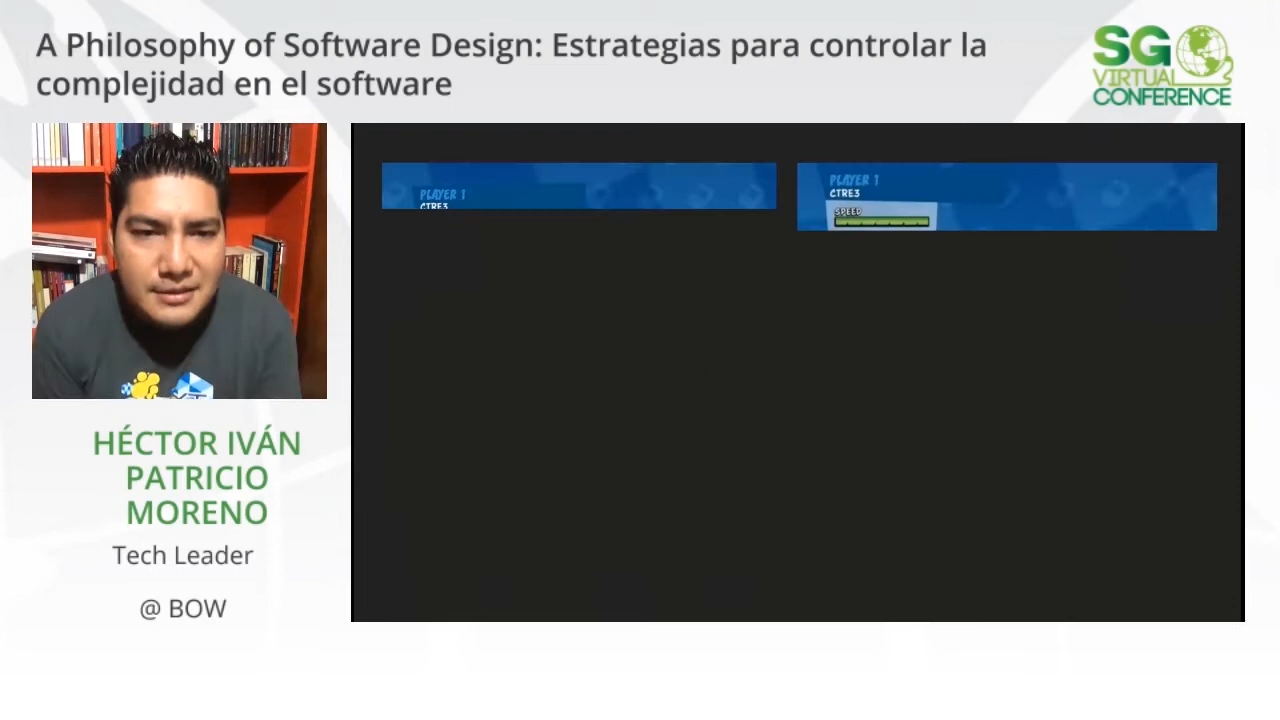 A Philosophy of Software Design: Estrategias para controlar la
complejidad en el software
SG
VIRTUAL
CONFERENCE
PLAYER 1
CTRE3
PLAYER 1
CTRE3
SPEED
HÉCTOR IVÁN
PATRICIO
MORENO
Tech Leader
@ BOW